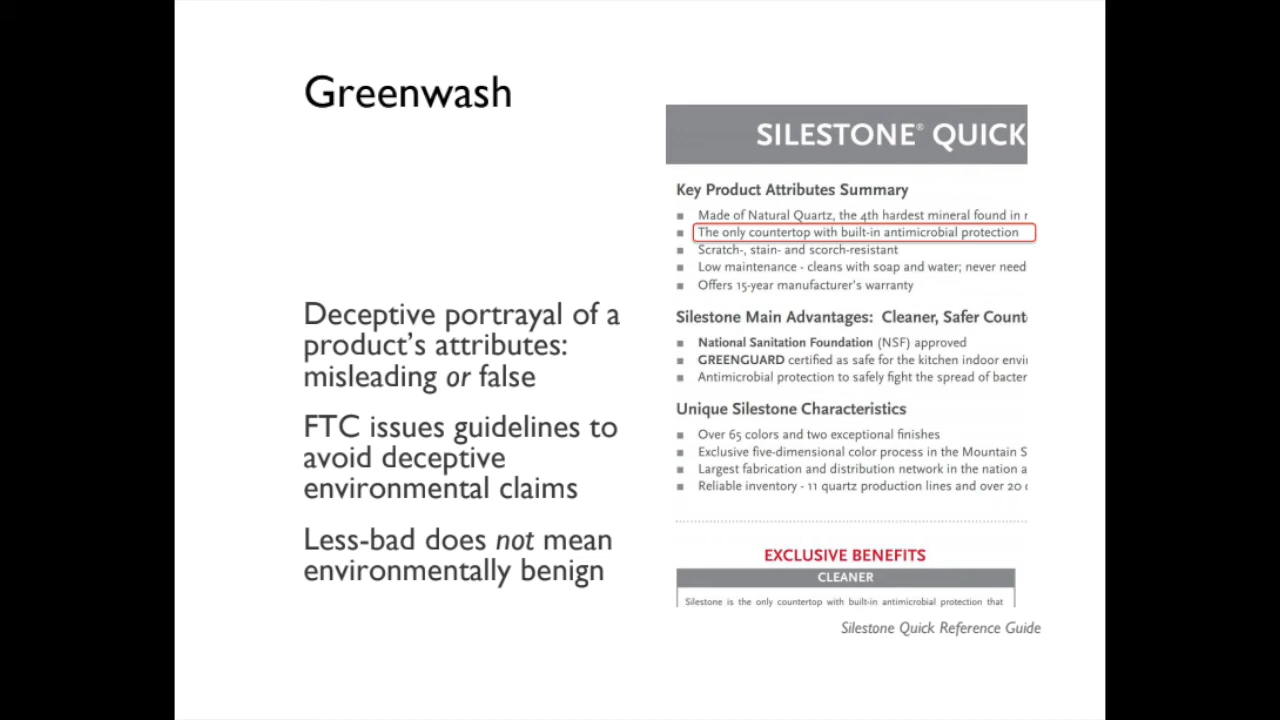 Greenwash
Deceptive portrayal of a
product's attributes:
misleading or false
FTC issues guidelines to
avoid deceptive
environmental claims
Less-bad does not mean
environmentally benign
SILESTONE® QUICK
Key Product Attributes Summary
■ Made of Natural Quartz, the 4th hardest mineral found in
■ The only countertop with built-in antimicrobial protection
■ Scratch-, stain- and scorch-resistant
■ Low maintenance - cleans with soap and water; never need
■ Offers 15-year manufacturer's warranty
Silestone Main Advantages: Cleaner, Safer
■ National Sanitation Foundation (NSF) approved
■ GREENGUARD certified as safe for the kitchen indoor
■ Antimicrobial protection to safely fight the spread of
Unique Silestone Characteristics
■ Over 65 colors and two exceptional finishes
■ Exclusive five-dimensional color process in the Mountain
■ Largest fabrication and distribution network in the nation
■ Reliable inventory - 11 quartz production lines and over 20
EXCLUSIVE BENEFITS
CLEANER
Silestone is the only countertop with built-in antimicrobial protection that
Silestone Quick Reference Guide